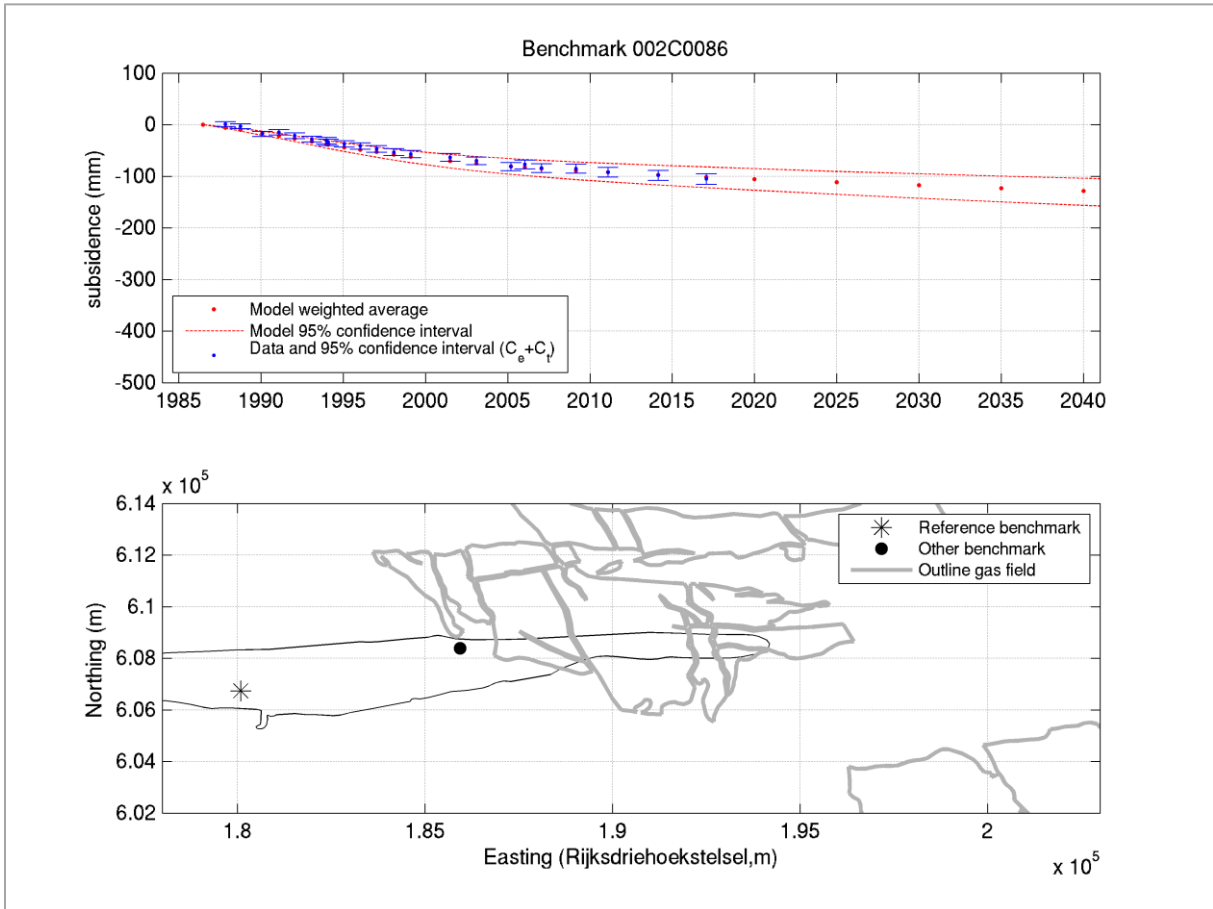 Benchmark 002C0086
subsidence (mm)
100
0
-100
-200
-300
-400
-500
Model weighted average
Model 95% confidence interval
Data and 95% confidence interval (C_e+C_t)
1985 1990 1995 2000 2005 2010 2015 2020 2025 2030 2035 2040
x 10^5
Northing (m)
6.14
6.12
6.1
6.08
6.06
6.04
6.02
Reference benchmark
Other benchmark
Outline gas field
1.8 1.85 1.9 1.95 2
Easting (Rijksdriehoekstelsel,m)
x 10^5